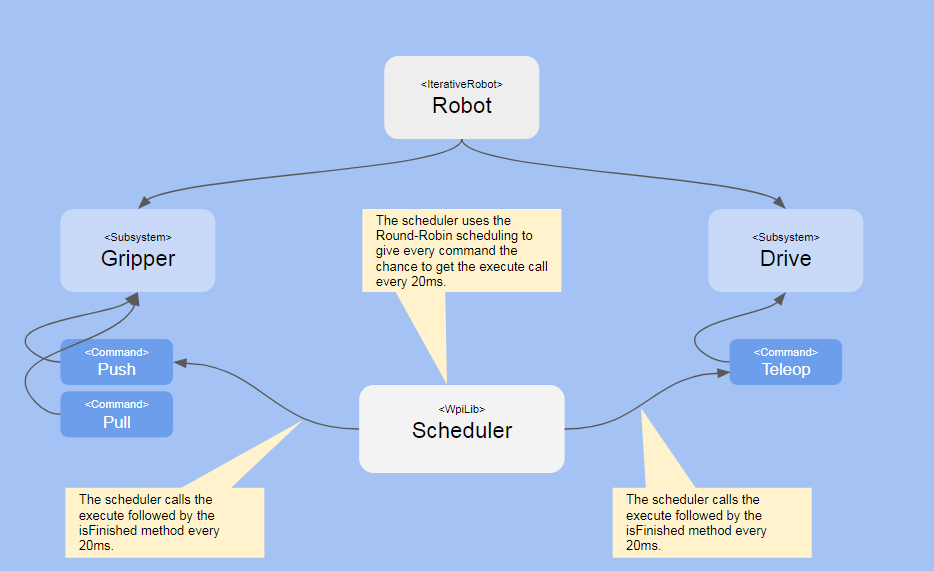 <IterativeRobot>
Robot
<Subsystem>
Gripper
The scheduler uses the
Round-Robin scheduling to
give every command the
chance to get the execute call
every 20ms.
<Subsystem>
Drive
<Command>
Push
<Command>
Pull
<Command>
Teleop
<WpiLib>
Scheduler
The scheduler calls the
execute followed by the
isFinished method every
20ms.
The scheduler calls the
execute followed by the
isFinished method every
20ms.